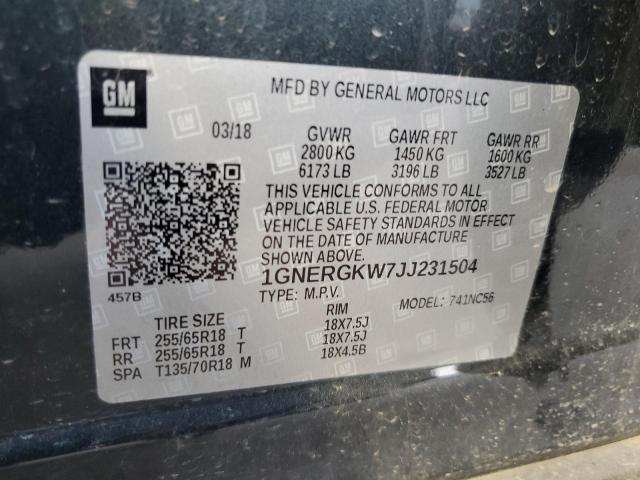 GM
MFD BY GENERAL MOTORS LLC
03/18 GVWR GAWR FRT GAWR RR
2800 KG 1450 KG 1600 KG
6173 LB 3196 LB 3527 LB
THIS VEHICLE CONFORMS TO ALL
APPLICABLE U.S. FEDERAL MOTOR
VEHICLE SAFETY STANDARDS IN EFFECT
ON THE DATE OF MANUFACTURE
SHOWN ABOVE.
1GNERGKW7JJ231504
457B TYPE: M.P.V. MODEL: 741NC56
TIRE SIZE RIM
FRT 255/65R18 T 18X7.5J
RR 255/65R18 T 18X7.5J
SPA T135/70R18 M 18X4.5B